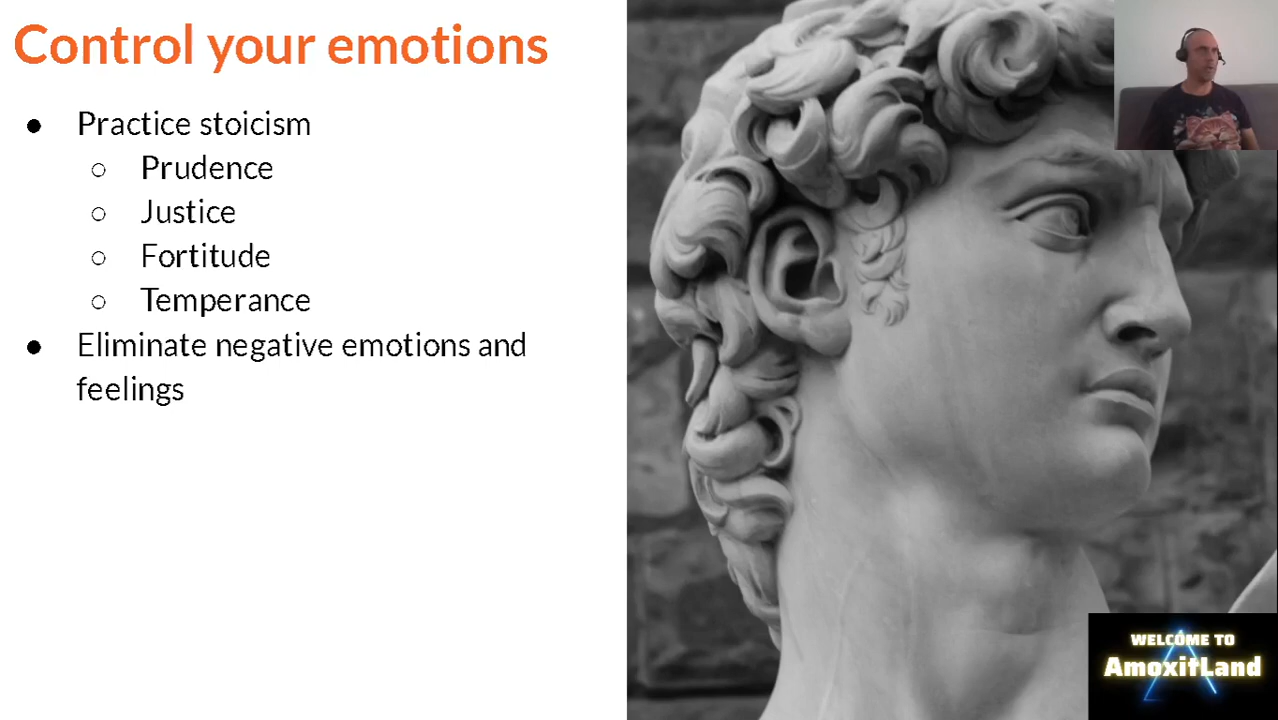 Control your emotions
● Practice stoicism
○ Prudence
○ Justice
○ Fortitude
○ Temperance
● Eliminate negative emotions and
feelings
WELCOME TO
AmoxitLand